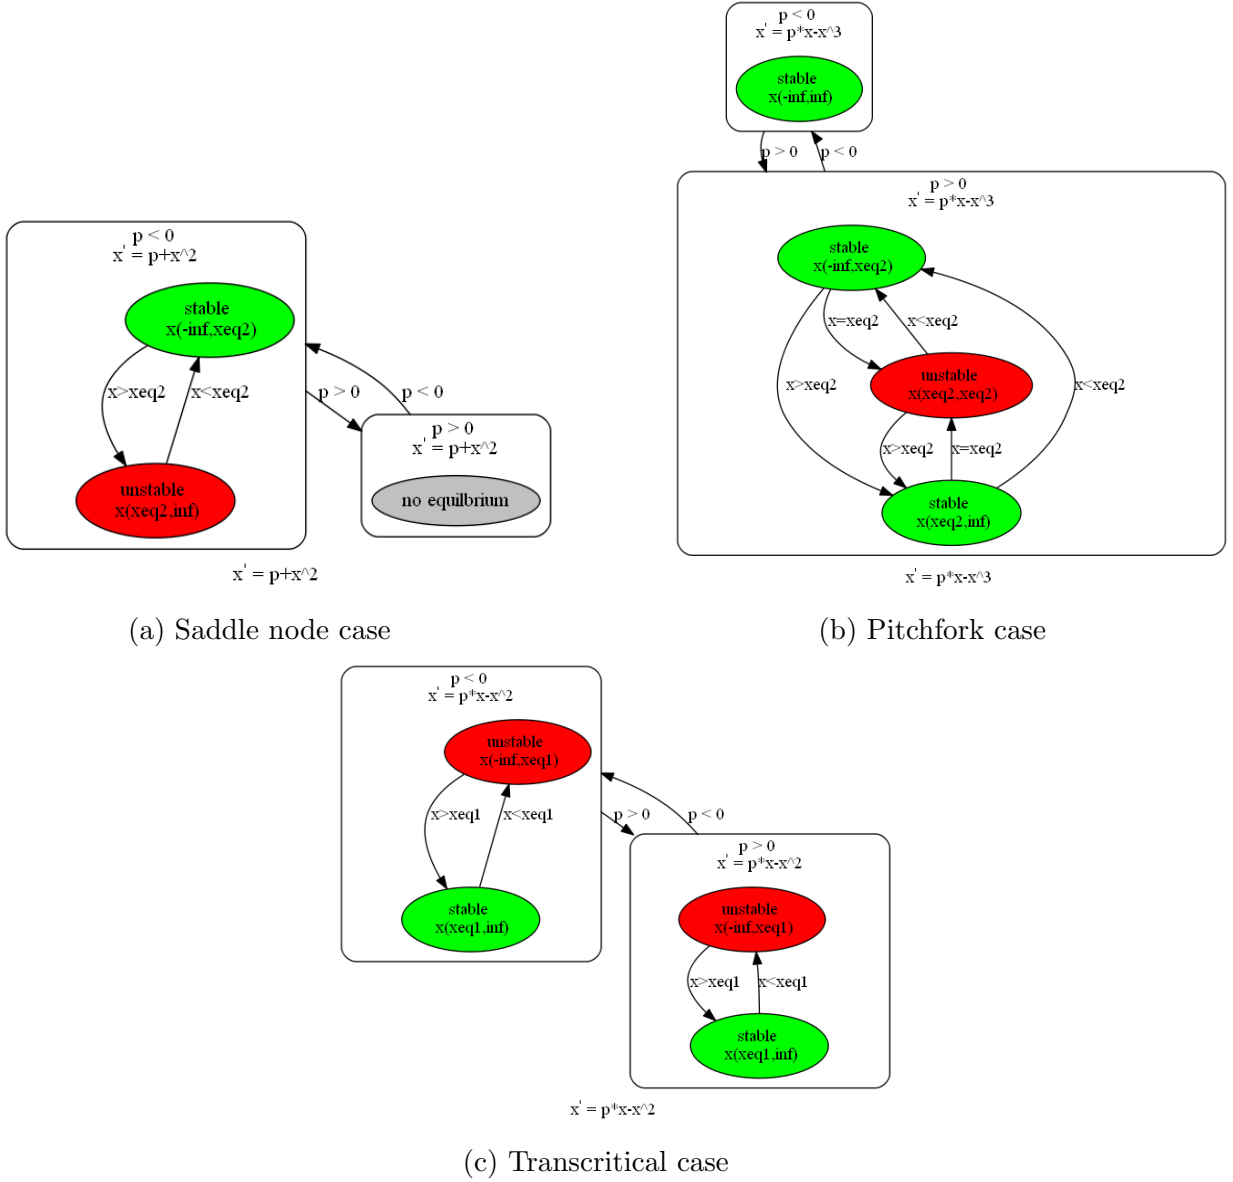 p < 0
x' = p+x^2
stable
x(-inf,xeq2)
x>xeq2
x<xeq2
unstable
x(xeq2,inf)
p > 0
p < 0
p > 0
x' = p+x^2
no equilbrium
x' = p+x^2
(a) Saddle node case
p < 0
x' = p*x-x^3
stable
x(-inf,inf)
p > 0
p < 0
p > 0
x' = p*x-x^3
stable
x(-inf,xeq2)
x=xeq2
x<xeq2
unstable
x(xeq2,xeq2)
x>xeq2
x<xeq2
x>xeq2
x=xeq2
stable
x(xeq2,inf)
x' = p*x-x^3
(b) Pitchfork case
p < 0
x' = p*x-x^2
unstable
x(-inf,xeq1)
x>xeq1
x<xeq1
stable
x(xeq1,inf)
p > 0
p < 0
p > 0
x' = p*x-x^2
unstable
x(-inf,xeq1)
x>xeq1
x<xeq1
stable
x(xeq1,inf)
x' = p*x-x^2
(c) Transcritical case